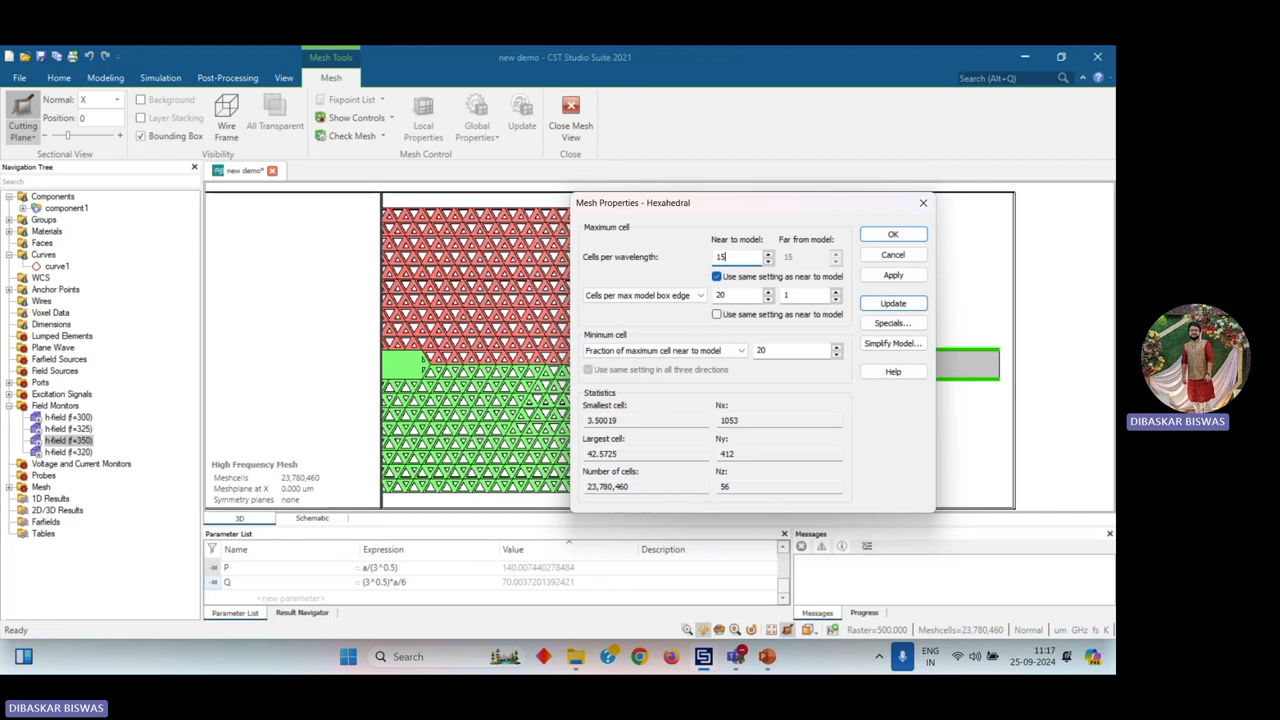 Mesh Tools
new demo - CST Studio Suite 2021
File Home Modeling Simulation Post-Processing View Mesh
Search (Alt+Q)
Normal: X
Position: 0
Cutting Plane
Sectional View
Background
Layer Stacking
Bounding Box
Wire Frame
All Transparent
Visibility
Fixpoint List
Show Controls
Check Mesh
Local Properties
Global Properties
Update
Mesh Control
Close Mesh View
Close
Navigation Tree
Search
Components
component1
Groups
Materials
Faces
Curves
curve1
WCS
Anchor Points
Wires
Voxel Data
Dimensions
Lumped Elements
Plane Wave
Farfield Sources
Field Sources
Ports
Excitation Signals
Field Monitors
h-field (f=300)
h-field (f=325)
h-field (f=350)
h-field (f=320)
Voltage and Current Monitors
Probes
Mesh
1D Results
2D/3D Results
Farfields
Tables
new demo*
High Frequency Mesh
Meshcells 23,780,460
Meshplane at X 0.000 um
Symmetry planes none
3D Schematic
Mesh Properties - Hexahedral
Maximum cell
Near to model: Far from model:
Cells per wavelength: 15 15
Use same setting as near to model
Cells per max model box edge 20 1
Use same setting as near to model
Minimum cell
Fraction of maximum cell near to model 20
Use same setting in all three directions
Statistics
Smallest cell: Nx:
3.50019 1053
Largest cell: Ny:
42.5725 412
Number of cells: Nz:
23,780,460 56
OK
Cancel
Apply
Update
Specials...
Simplify Model...
Help
Parameter List
Name Expression Value Description
P = a/(3^0.5) 140.007440278484
Q = (3^0.5)*a/6 70.0037201392421
<new parameter>
Parameter List Result Navigator
Messages
Messages Progress
Ready
Raster=500.000 Meshcells=23,780,460 Normal um GHz fs K
Search
ENG
IN
11:17
25-09-2024
DIBASKAR BISWAS
DIBASKAR BISWAS